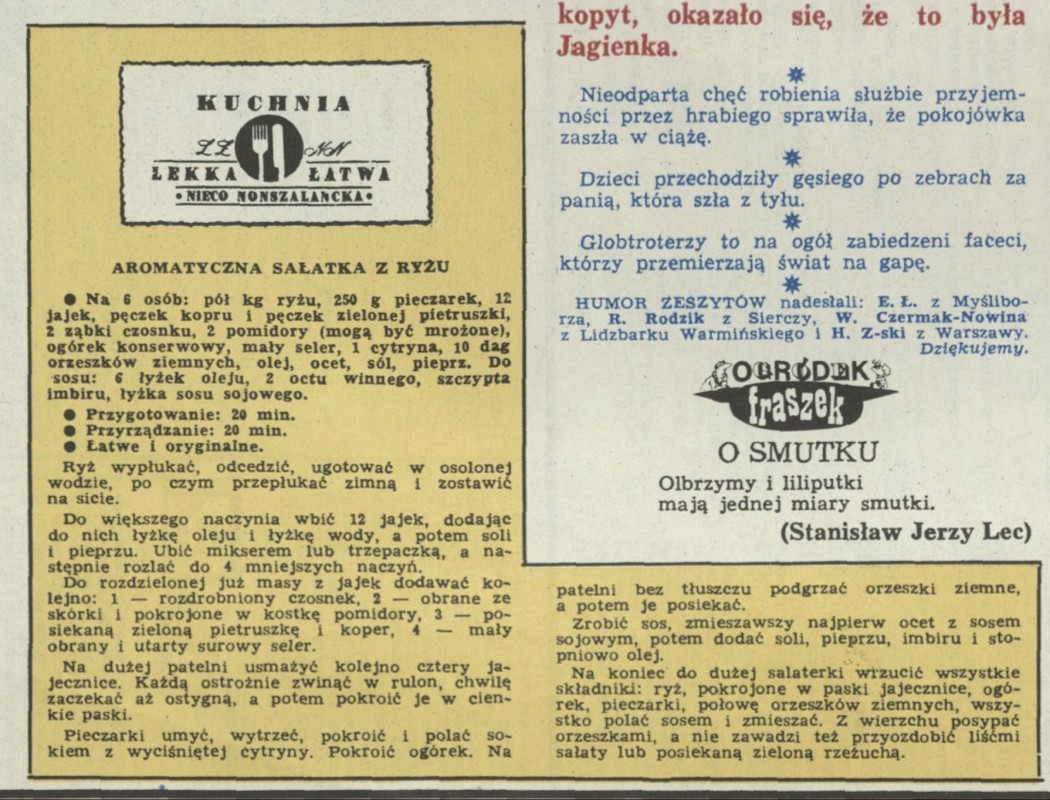 kopyt, okazało się, że to była
Jagienka.
Nieodparta chęć robienia służbie przyjem-
ności przez hrabiego sprawiła, że pokojówka
zaszła w ciążę.
Dzieci przechodziły gęsiego po zebrach za
panią, która szła z tyłu.
Globtroterzy to na ogół zabiedzeni faceci,
którzy przemierzają świat na gapę.
HUMOR ZESZYTÓW nadesłali: E. Ł. z Myślibo-
rza, R. Rodzik z Sierczy, W. Czermak-Nowina
z Lidzbarku Warmińskiego i H. Z-ski z Warszawy.
Dziękujemy.
OGRÓDEK
fraszek
O SMUTKU
Olbrzymy i liliputki
mają jednej miary smutki.
(Stanisław Jerzy Lec)
KUCHNIA
ŁŁ NN
LEKKA ŁATWA
• NIECO NONSZALANCKA •
AROMATYCZNA SAŁATKA Z RYŻU
● Na 6 osób: pół kg ryżu, 250 g pieczarek, 12
jajek, pęczek kopru i pęczek zielonej pietruszki,
2 ząbki czosnku, 2 pomidory (mogą być mrożone),
ogórek konserwowy, mały seler, 1 cytryna, 10 dag
orzeszków ziemnych, olej, ocet, sól, pieprz. Do
sosu: 6 łyżek oleju, 2 octu winnego, szczypta
imbiru, łyżka sosu sojowego.
● Przygotowanie: 20 min.
● Przyrządzanie: 20 min.
● Łatwe i oryginalne.
Ryż wypłukać, odcedzić, ugotować w osolonej
wodzie, po czym przepłukać zimną i zostawić
na sicie.
Do większego naczynia wbić 12 jajek, dodając
do nich łyżkę oleju i łyżkę wody, a potem soli
i pieprzu. Ubić mikserem lub trzepaczką, a na-
stępnie rozlać do 4 mniejszych naczyń.
Do rozdzielonej już masy z jajek dodawać ko-
lejno: 1 — rozdrobniony czosnek, 2 — obrane ze
skórki i pokrojone w kostkę pomidory, 3 — po-
siekaną zieloną pietruszkę i koper, 4 — mały
obrany i utarty surowy seler.
Na dużej patelni usmażyć kolejno cztery ja-
jecznice. Każdą ostrożnie zwinąć w rulon, chwilę
zaczekać aż ostygną, a potem pokroić je w cien-
kie paski.
Pieczarki umyć, wytrzeć, pokroić i polać so-
kiem z wyciśniętej cytryny. Pokroić ogórek. Na
patelni bez tłuszczu podgrzać orzeszki ziemne,
a potem je posiekać.
Zrobić sos, zmieszawszy najpierw ocet z sosem
sojowym, potem dodać soli, pieprzu, imbiru i sto-
pniowo olej.
Na koniec do dużej salaterki wrzucić wszystkie
składniki: ryż, pokrojone w paski jajecznice, ogó-
rek, pieczarki, połowę orzeszków ziemnych, wszy-
stko polać sosem i zmieszać. Z wierzchu posypać
orzeszkami, a nie zawadzi też przyozdobić liśćmi
sałaty lub posiekaną zieloną rzeżuchą.